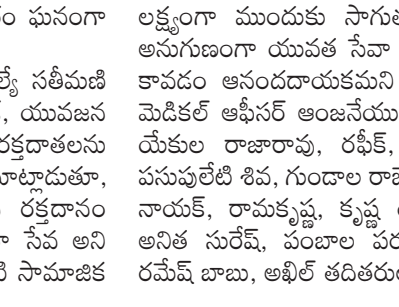 ం ఘనంగా
ల్యే సతీమణి
, యువజన
రక్తదాతలను
మాట్లాడుతూ,
రక్తదానం
ా సేవ అని
టి సామాజిక
లక్ష్యంగా ముందుకు సాగుత
అనుగుణంగా యువత సేవా
కావడం ఆనందదాయకమని
మెడికల్ ఆఫీసర్ ఆంజనేయు
యేకుల రాజారావు, రఫీక్,
పసుపులేటి శివ, గుండాల రాజే
నాయక్, రామకృష్ణ, కృష్ణ
అనిత సురేష్, పంబాల పర
రమేష్ బాబు, అఖిల్ తదితరుల